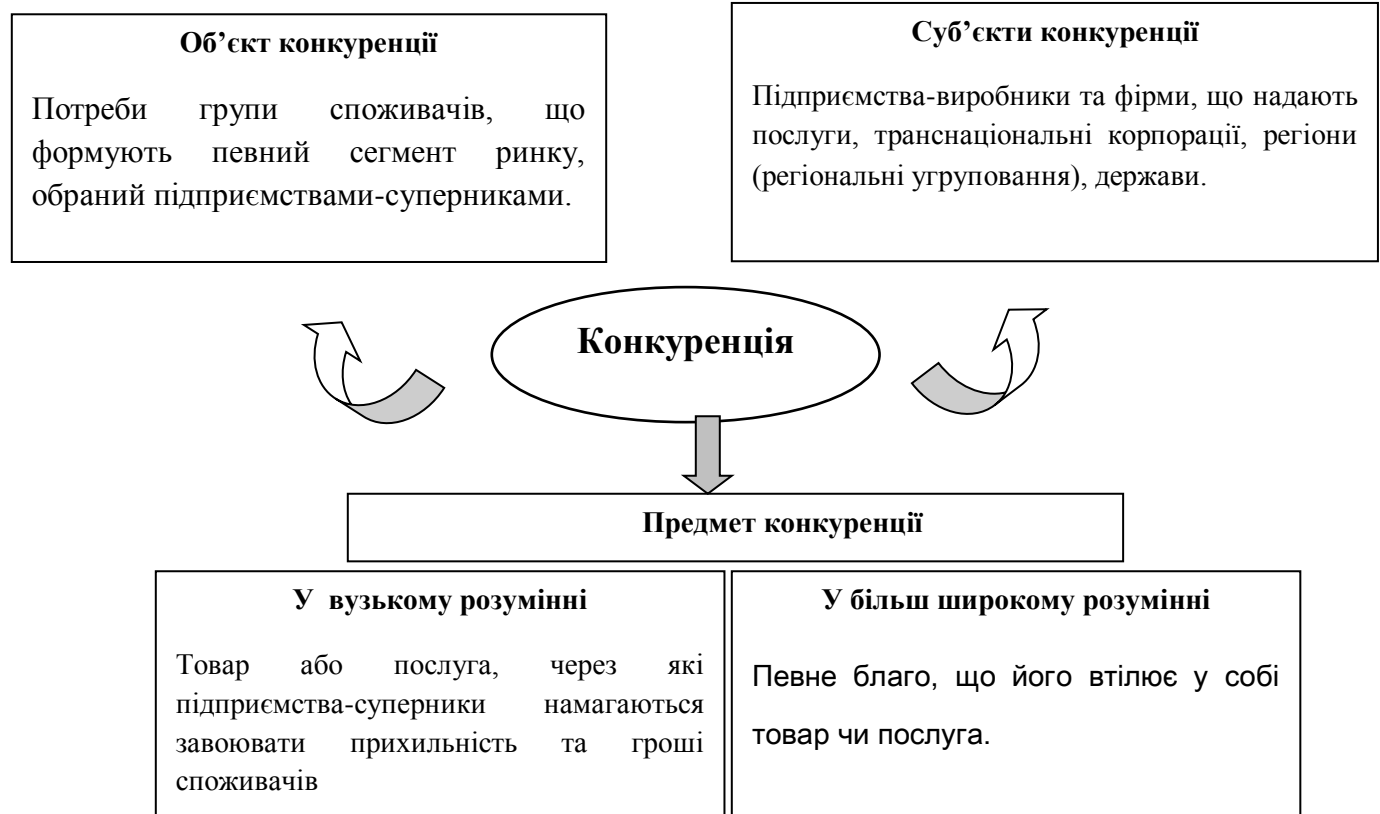 Об’єкт конкуренції
Потреби групи споживачів, що
формують певний сегмент ринку,
обраний підприємствами-суперниками.
Суб’єкти конкуренції
Підприємства-виробники та фірми, що надають
послуги, транснаціональні корпорації, регіони
(регіональні угруповання), держави.
Конкуренція
Предмет конкуренції
У вузькому розумінні
Товар або послуга, через які
підприємства-суперники намагаються
завоювати прихильність та гроші
споживачів
У більш широкому розумінні
Певне благо, що його втілює у собі
товар чи послуга.